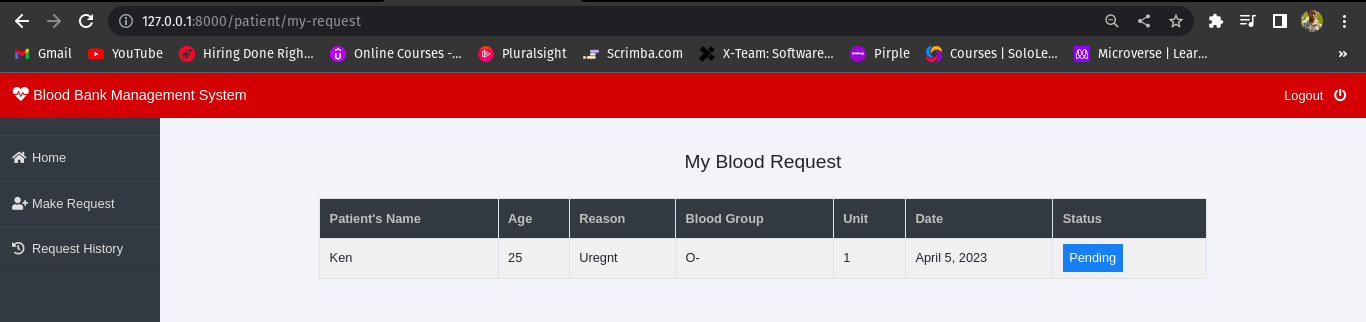 127.0.0.1:8000/patient/my-request
Gmail YouTube Hiring Done Righ... Online Courses -... Pluralsight Scrimba.com X-Team: Software... Pirple Courses | SoloLe... Microverse | Lear... »
Blood Bank Management System Logout
Home
Make Request
Request History
My Blood Request
Patient's Name Age Reason Blood Group Unit Date Status
Ken 25 Uregnt O- 1 April 5, 2023 Pending